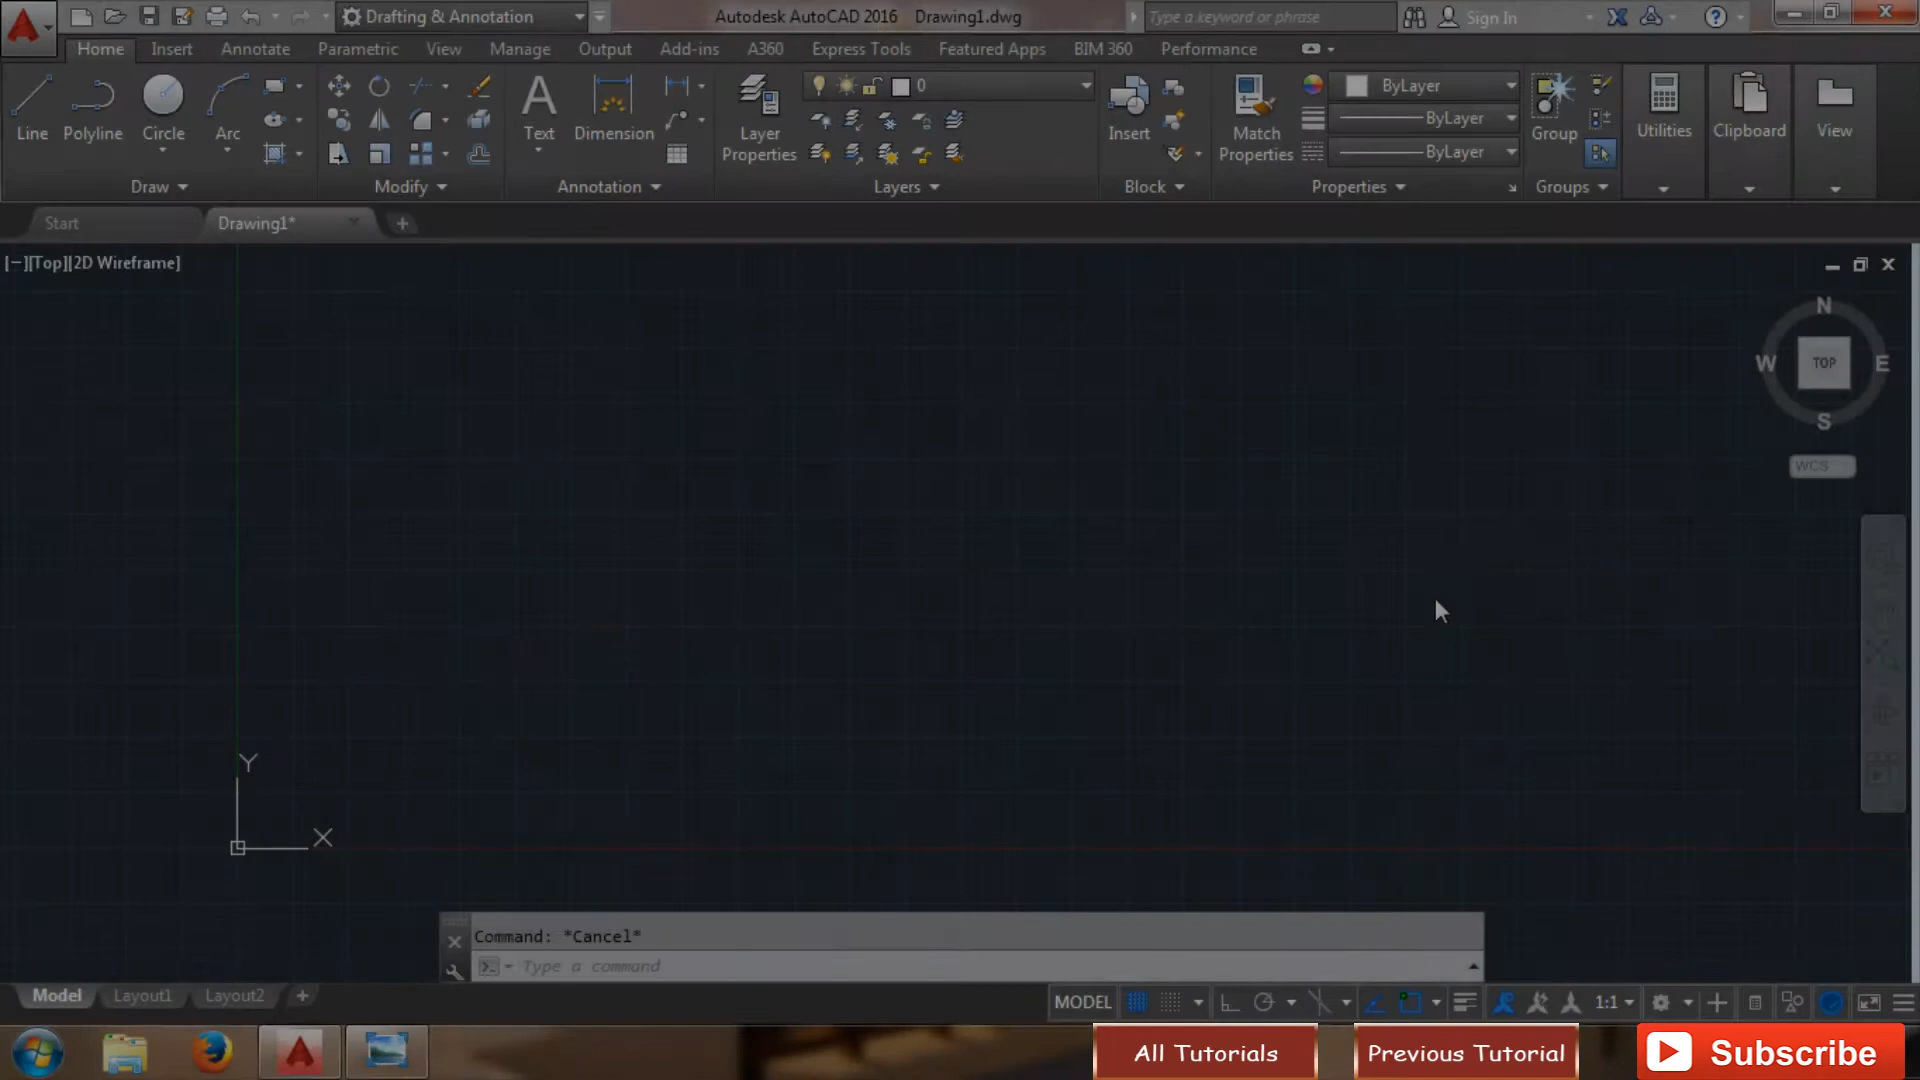 Drafting & Annotation
Autodesk AutoCAD 2016 Drawing1.dwg
Type a keyword or phrase
Sign In
Home Insert Annotate Parametric View Manage Output Add-ins A360 Express Tools Featured Apps BIM 360 Performance
Line Polyline Circle Arc
Text Dimension
Layer Properties
0
Insert
Match Properties
ByLayer
ByLayer
ByLayer
Group
Utilities
Clipboard
View
Draw Modify Annotation Layers Block Properties Groups
Start Drawing1*
[−][Top][2D Wireframe]
N
W TOP E
S
WCS
Y
X
Command: *Cancel*
Type a command
Model Layout1 Layout2
MODEL
1:1
All Tutorials
Previous Tutorial
Subscribe